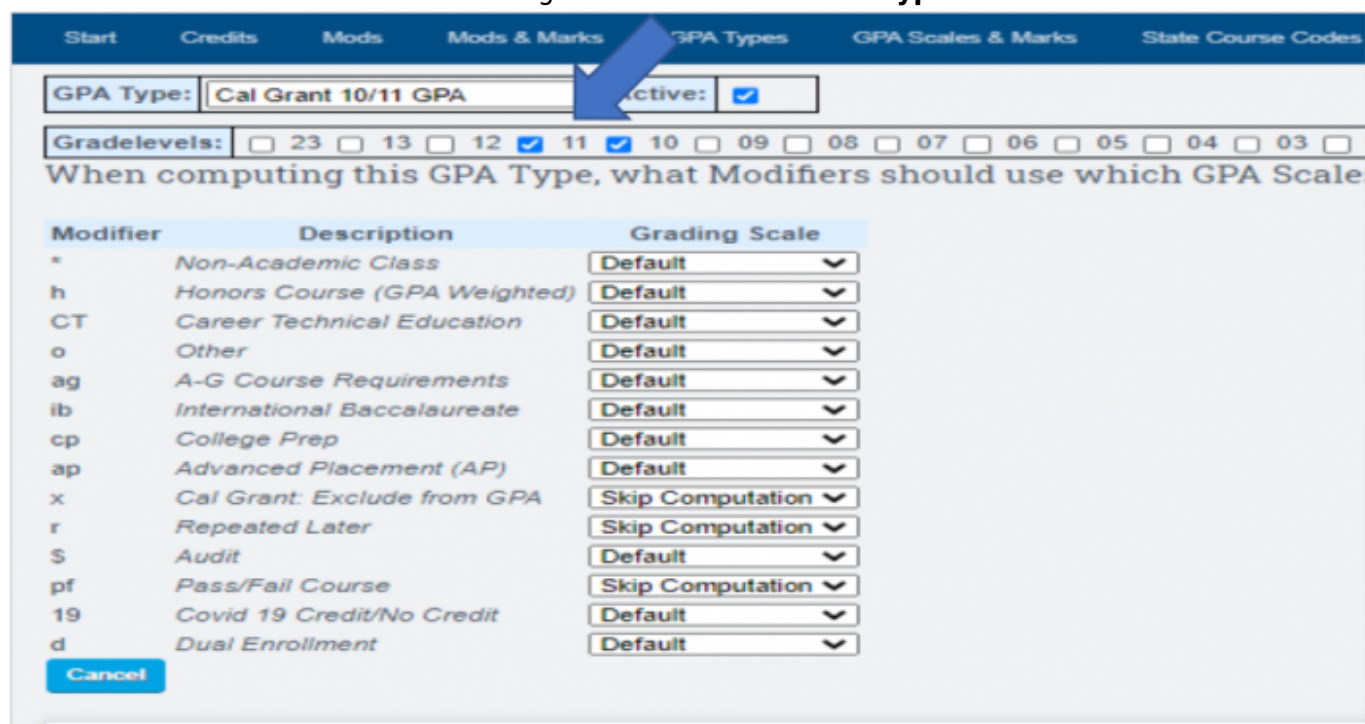 Start Credits Mods Mods & Marks GPA Types GPA Scales & Marks State Course Codes
GPA Type: Cal Grant 10/11 GPA ctive:
Gradelevels: 23 13 12 11 10 09 08 07 06 05 04 03
When computing this GPA Type, what Modifiers should use which GPA Scale
Modifier Description Grading Scale
* Non-Academic Class Default
h Honors Course (GPA Weighted) Default
CT Career Technical Education Default
o Other Default
ag A-G Course Requirements Default
ib International Baccalaureate Default
cp College Prep Default
ap Advanced Placement (AP) Default
x Cal Grant: Exclude from GPA Skip Computation
r Repeated Later Skip Computation
$ Audit Default
pf Pass/Fail Course Skip Computation
19 Covid 19 Credit/No Credit Default
d Dual Enrollment Default
Cancel